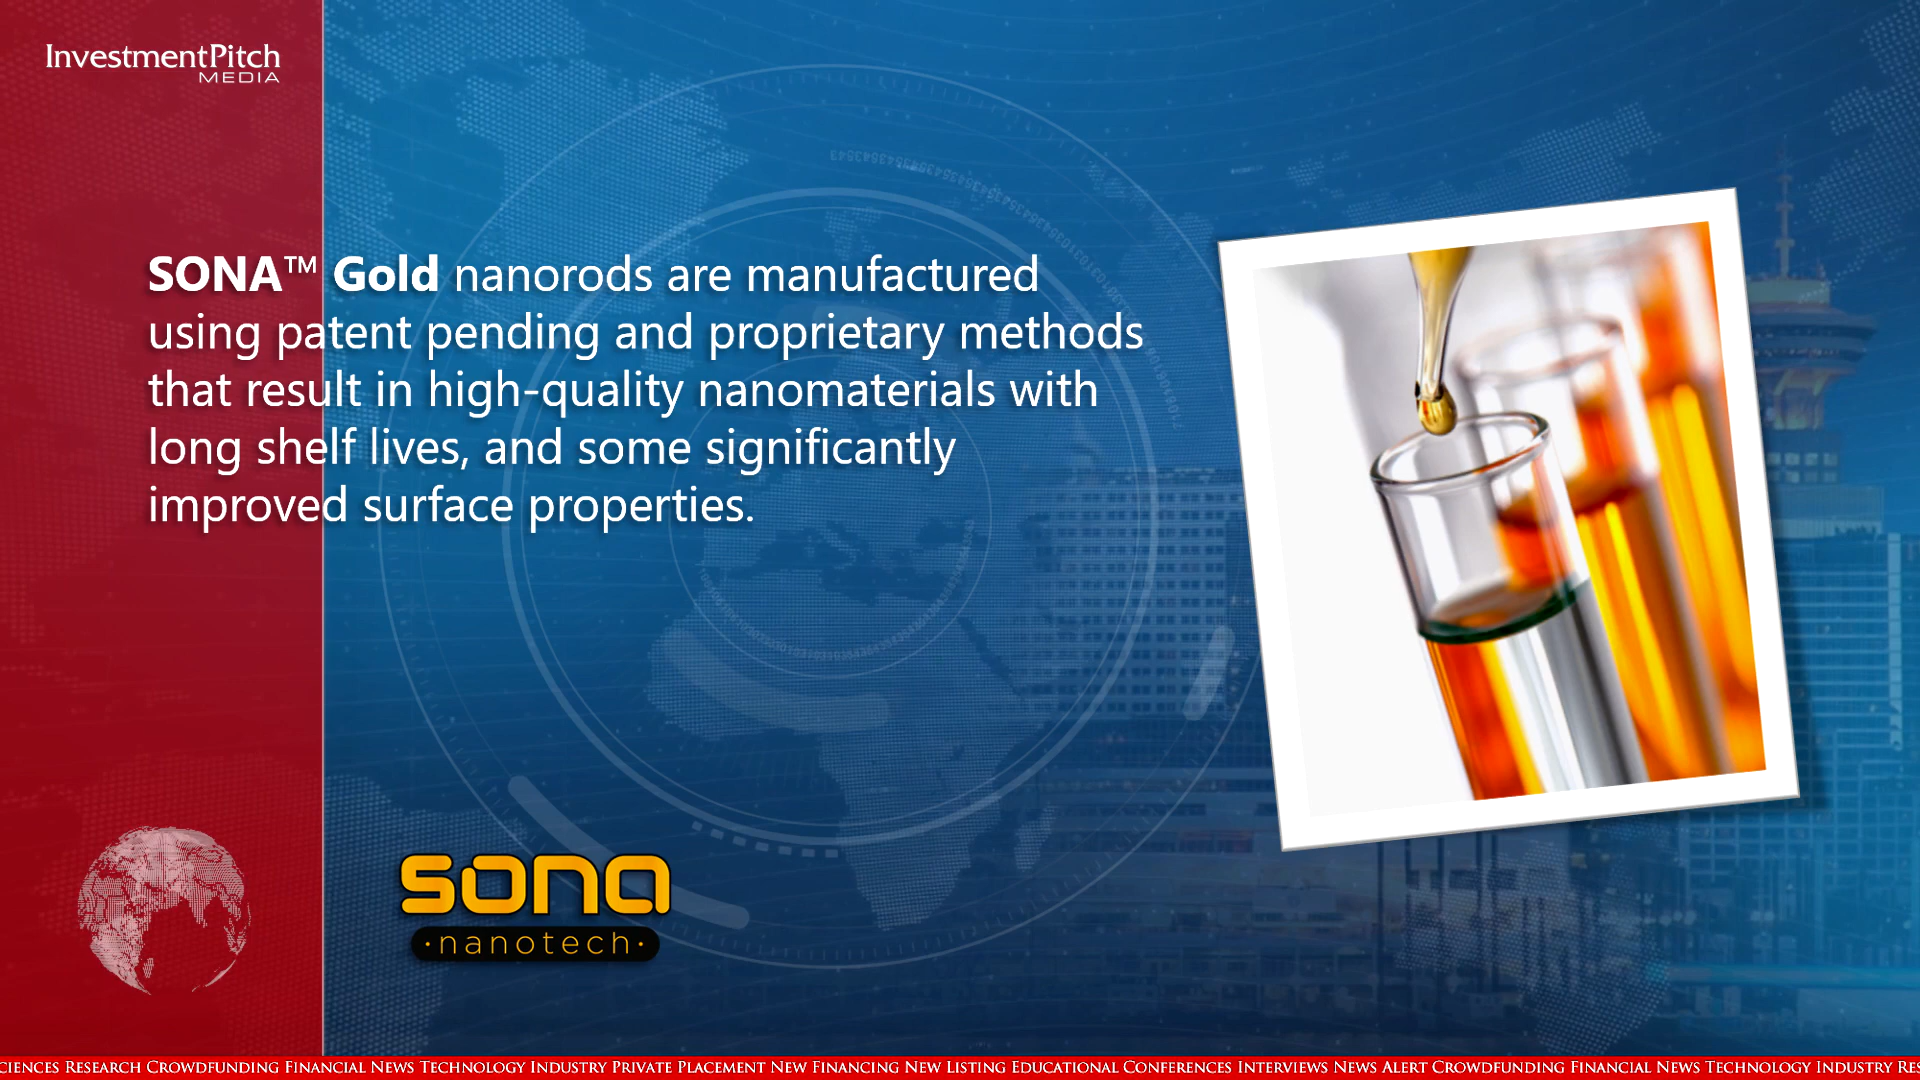 InvestmentPitch
MEDIA
SONA™ Gold nanorods are manufactured
using patent pending and proprietary methods
that result in high-quality nanomaterials with
long shelf lives, and some significantly
improved surface properties.
sona
·nanotech·
CIENCES RESEARCH CROWDFUNDING FINANCIAL NEWS TECHNOLOGY INDUSTRY PRIVATE PLACEMENT NEW FINANCING NEW LISTING EDUCATIONAL CONFERENCES INTERVIEWS NEWS ALERT CROWDFUNDING FINANCIAL NEWS TECHNOLOGY INDUSTRY RES